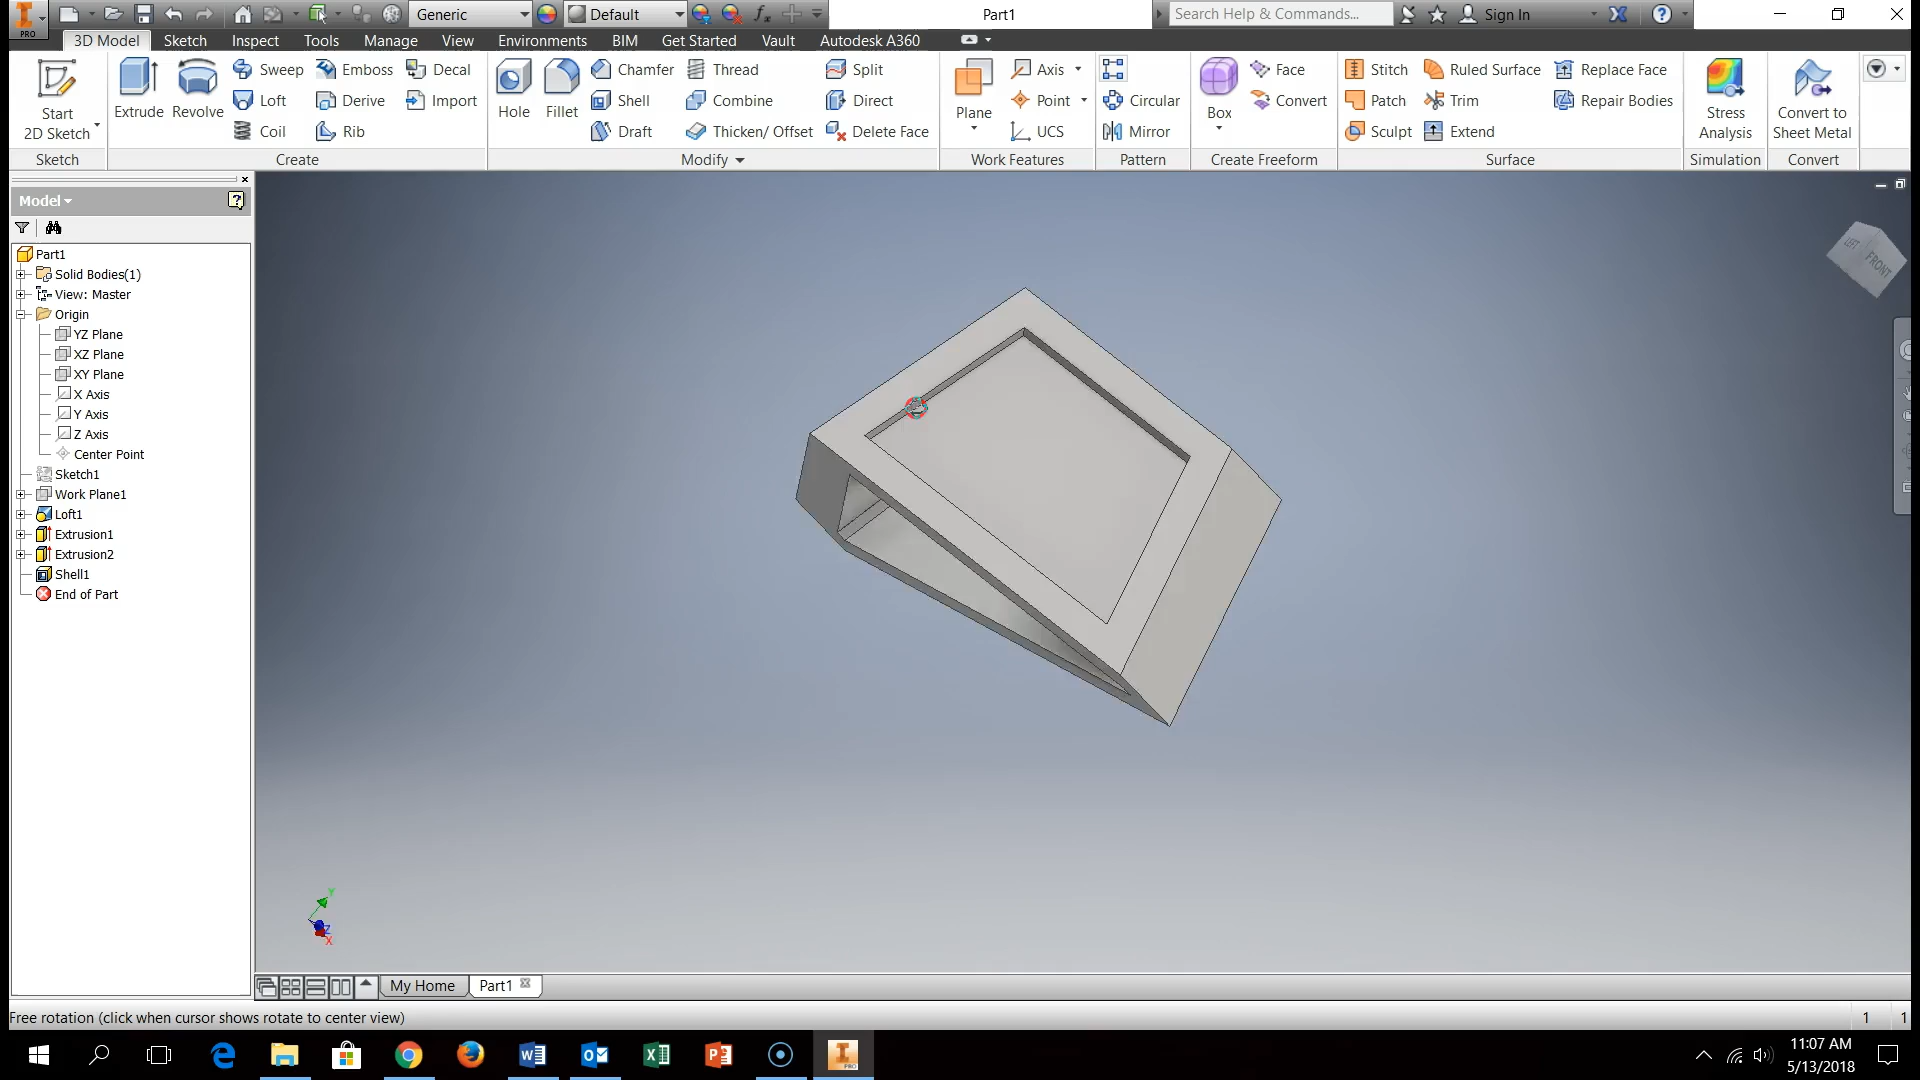 PRO
Generic
Default
Part1
Search Help & Commands...
Sign In
3D Model
Sketch
Inspect
Tools
Manage
View
Environments
BIM
Get Started
Vault
Autodesk A360
Start
2D Sketch
Extrude
Revolve
Sweep
Loft
Coil
Emboss
Derive
Rib
Decal
Import
Hole
Fillet
Chamfer
Shell
Draft
Thread
Combine
Thicken/ Offset
Split
Direct
Delete Face
Plane
Axis
Point
UCS
Circular
Mirror
Box
Face
Convert
Stitch
Patch
Sculpt
Ruled Surface
Trim
Extend
Replace Face
Repair Bodies
Stress
Analysis
Convert to
Sheet Metal
Sketch
Create
Modify
Work Features
Pattern
Create Freeform
Surface
Simulation
Convert
Model
Part1
Solid Bodies(1)
View: Master
Origin
YZ Plane
XZ Plane
XY Plane
X Axis
Y Axis
Z Axis
Center Point
Sketch1
Work Plane1
Loft1
Extrusion1
Extrusion2
Shell1
End of Part
LEFT
FRONT
Y
Z
X
My Home
Part1
Free rotation (click when cursor shows rotate to center view)
1
1
11:07 AM
5/13/2018